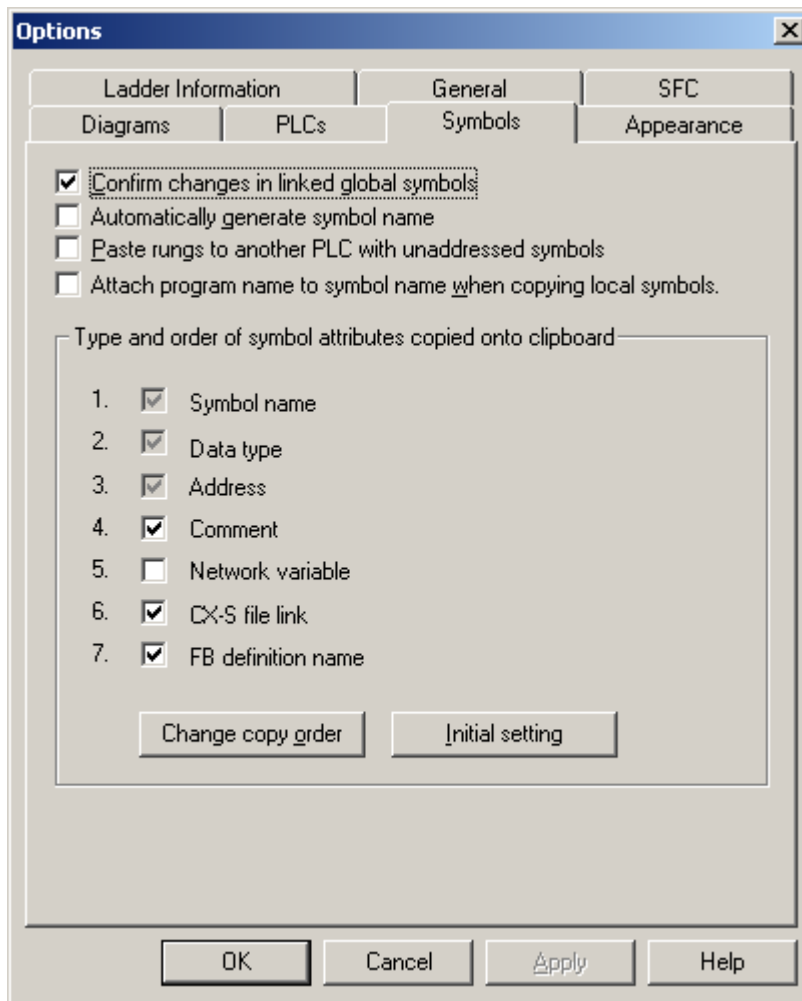 Options
Ladder Information General SFC
Diagrams PLCs Symbols Appearance
Confirm changes in linked global symbols
Automatically generate symbol name
Paste rungs to another PLC with unaddressed symbols
Attach program name to symbol name when copying local symbols.
Type and order of symbol attributes copied onto clipboard
1. Symbol name
2. Data type
3. Address
4. Comment
5. Network variable
6. CX-S file link
7. FB definition name
Change copy order Initial setting
OK Cancel Apply Help